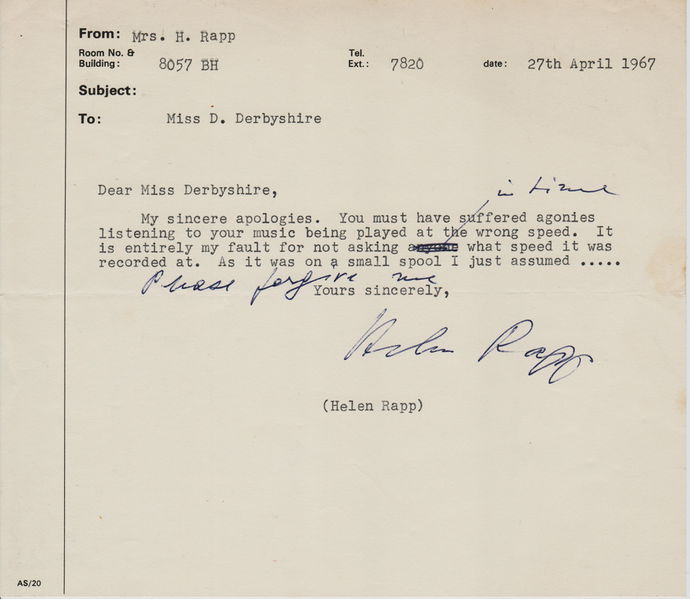 From: Mrs. H. Rapp
Room No. &
Building: 8057 BH
Tel.
Ext.: 7820
date: 27th April 1967
Subject:
To: Miss D. Derbyshire
Dear Miss Derbyshire,
in time
My sincere apologies. You must have suffered agonies
listening to your music being played at the wrong speed. It
is entirely my fault for not asking what speed it was
recorded at. As it was on a small spool I just assumed .....
Please forgive me
Yours sincerely,
Helen Rapp
(Helen Rapp)
AS/20